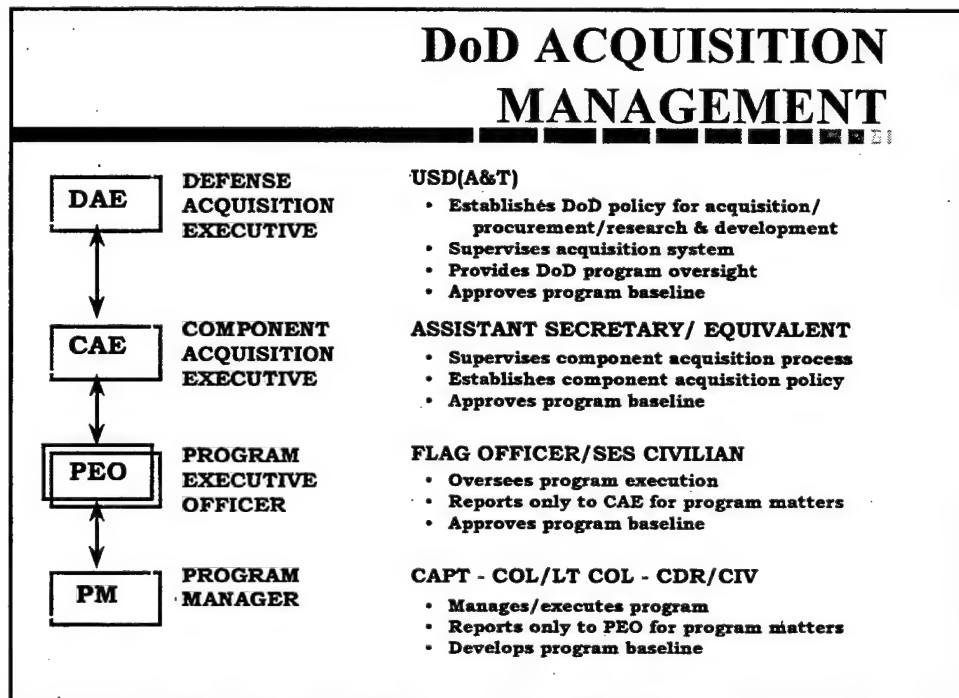 DoD ACQUISITION
MANAGEMENT
DAE
DEFENSE
ACQUISITION
EXECUTIVE
USD(A&T)
• Establishes DoD policy for acquisition/
procurement/research & development
• Supervises acquisition system
• Provides DoD program oversight
• Approves program baseline
CAE
COMPONENT
ACQUISITION
EXECUTIVE
ASSISTANT SECRETARY/ EQUIVALENT
• Supervises component acquisition process
• Establishes component acquisition policy
• Approves program baseline
PEO
PROGRAM
EXECUTIVE
OFFICER
FLAG OFFICER/SES CIVILIAN
• Oversees program execution
• Reports only to CAE for program matters
• Approves program baseline
PM
PROGRAM
MANAGER
CAPT - COL/LT COL - CDR/CIV
• Manages/executes program
• Reports only to PEO for program matters
• Develops program baseline